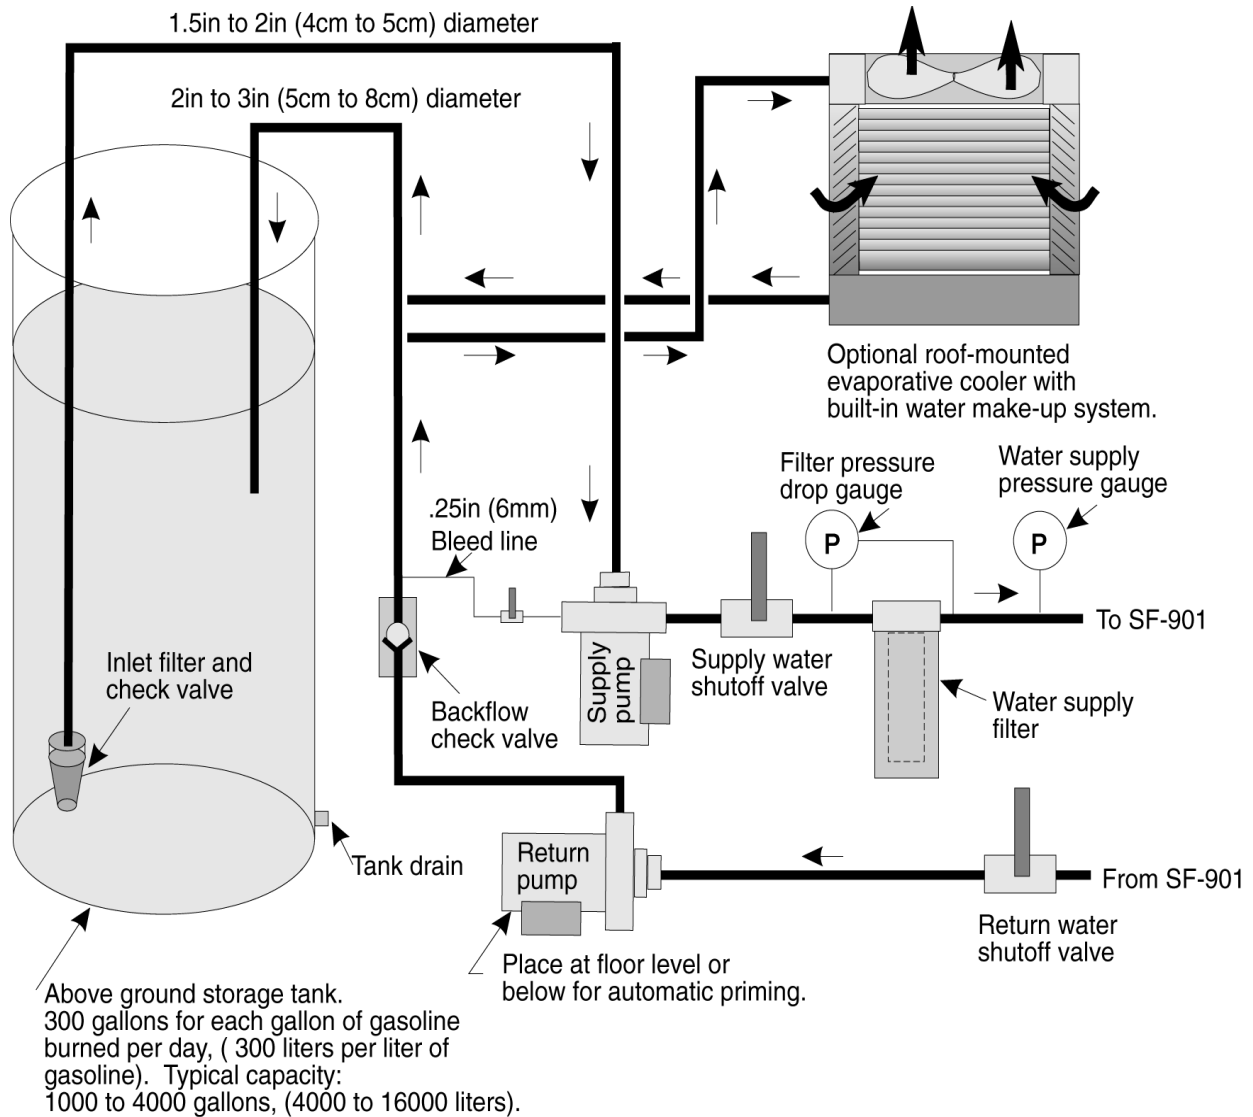 1.5in to 2in (4cm to 5cm) diameter
2in to 3in (5cm to 8cm) diameter
Optional roof-mounted
evaporative cooler with
built-in water make-up system.
Filter pressure
drop gauge
Water supply
pressure gauge
.25in (6mm)
Bleed line
P
P
To SF-901
Inlet filter and
check valve
Supply
pump
Supply water
shutoff valve
Water supply
filter
Backflow
check valve
Tank drain
Return
pump
From SF-901
Return water
shutoff valve
Place at floor level or
below for automatic priming.
Above ground storage tank.
300 gallons for each gallon of gasoline
burned per day, ( 300 liters per liter of
gasoline).  Typical capacity:
1000 to 4000 gallons, (4000 to 16000 liters).